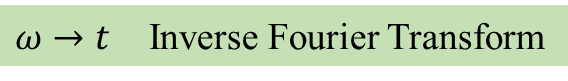 ω → t Inverse Fourier Transform